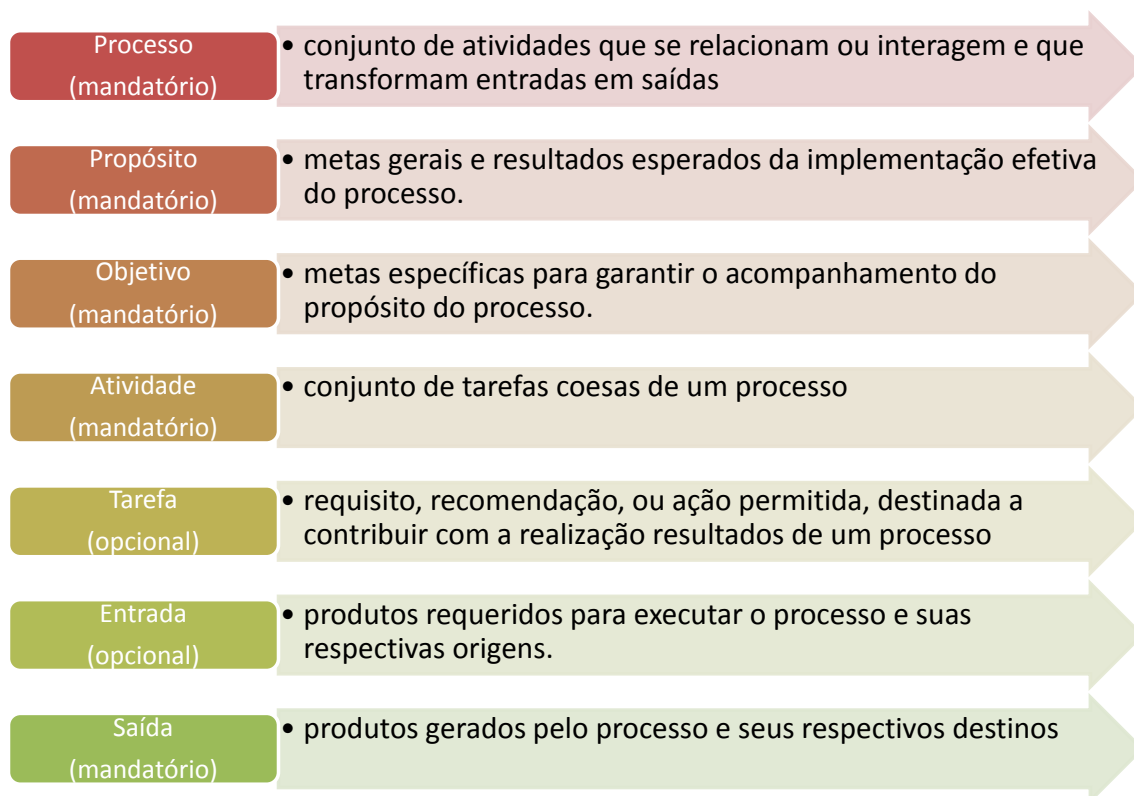 Processo
(mandatório)
• conjunto de atividades que se relacionam ou interagem e que
transformam entradas em saídas
Propósito
(mandatório)
• metas gerais e resultados esperados da implementação efetiva
do processo.
Objetivo
(mandatório)
• metas específicas para garantir o acompanhamento do
propósito do processo.
Atividade
(mandatório)
• conjunto de tarefas coesas de um processo
Tarefa
(opcional)
• requisito, recomendação, ou ação permitida, destinada a
contribuir com a realização resultados de um processo
Entrada
(opcional)
• produtos requeridos para executar o processo e suas
respectivas origens.
Saída
(mandatório)
• produtos gerados pelo processo e seus respectivos destinos